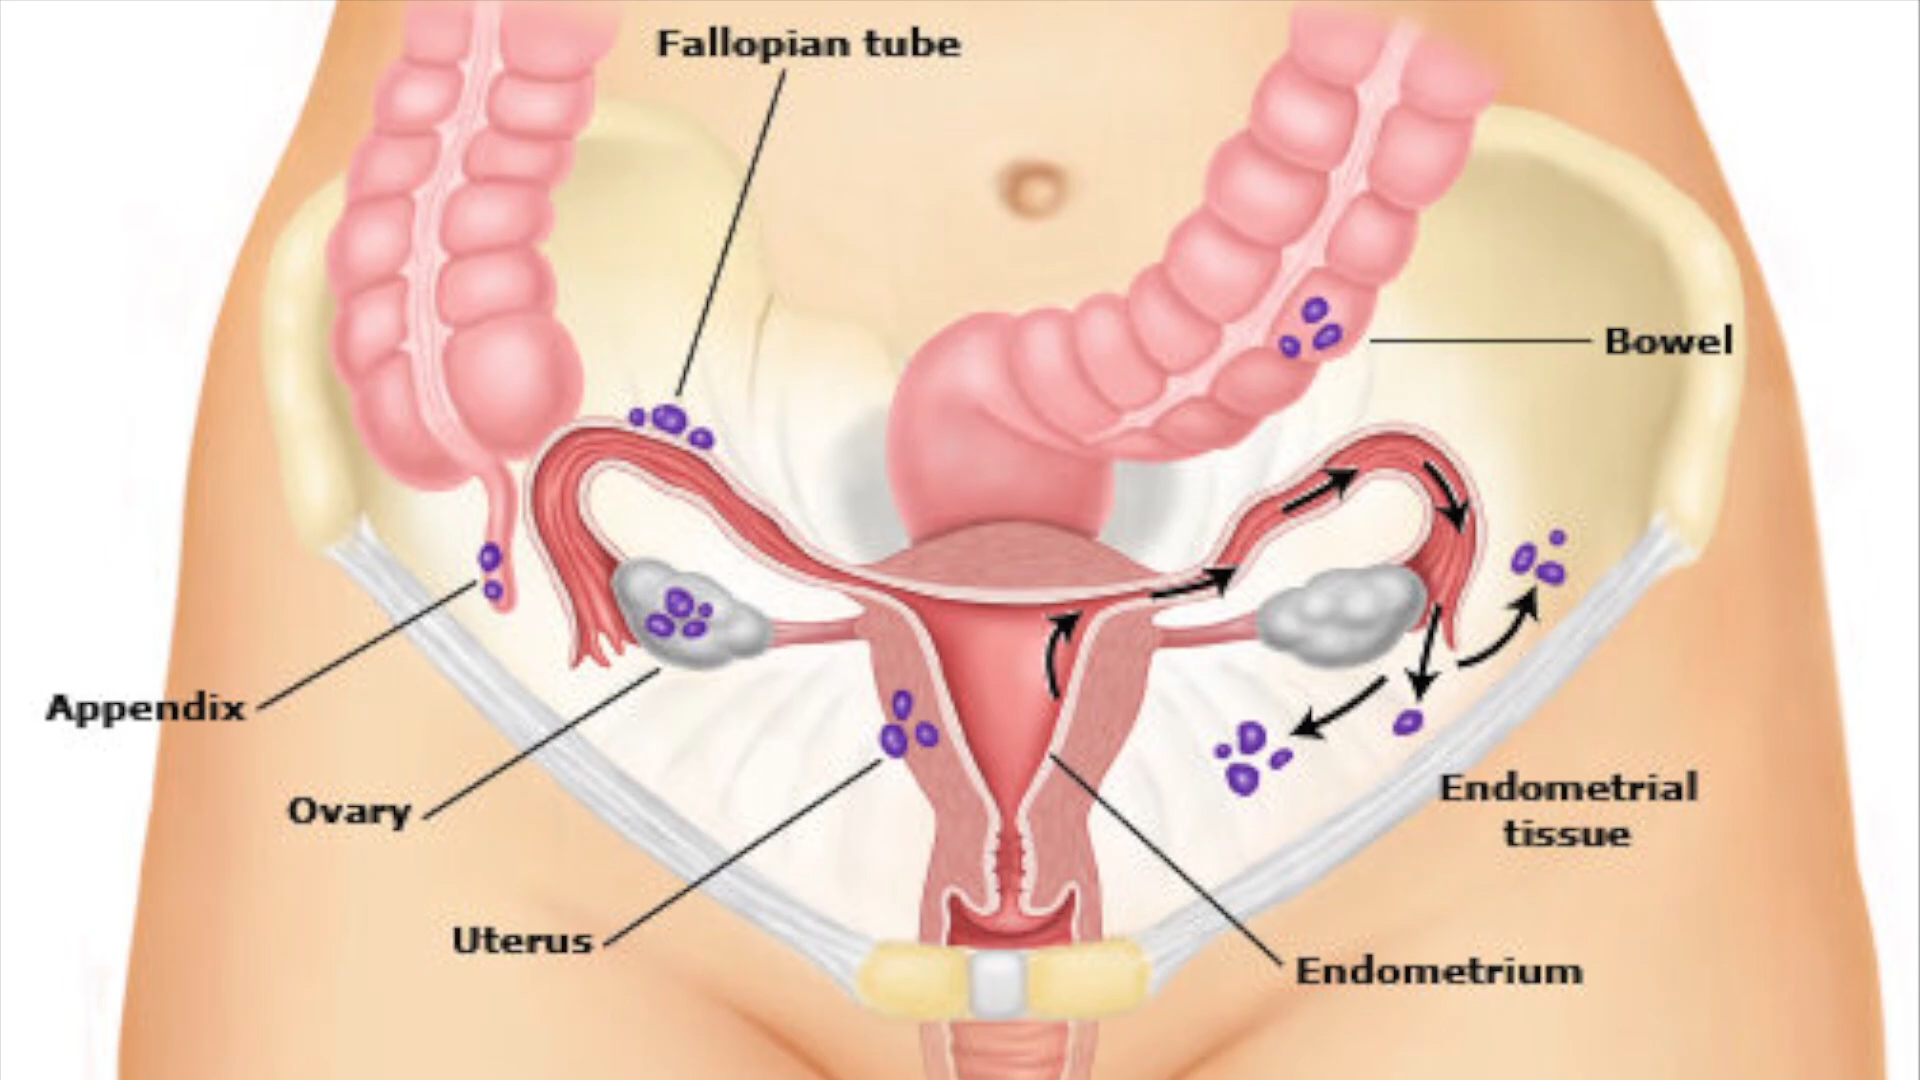 Fallopian tube
Bowel
Appendix
Ovary
Endometrial
tissue
Uterus
Endometrium